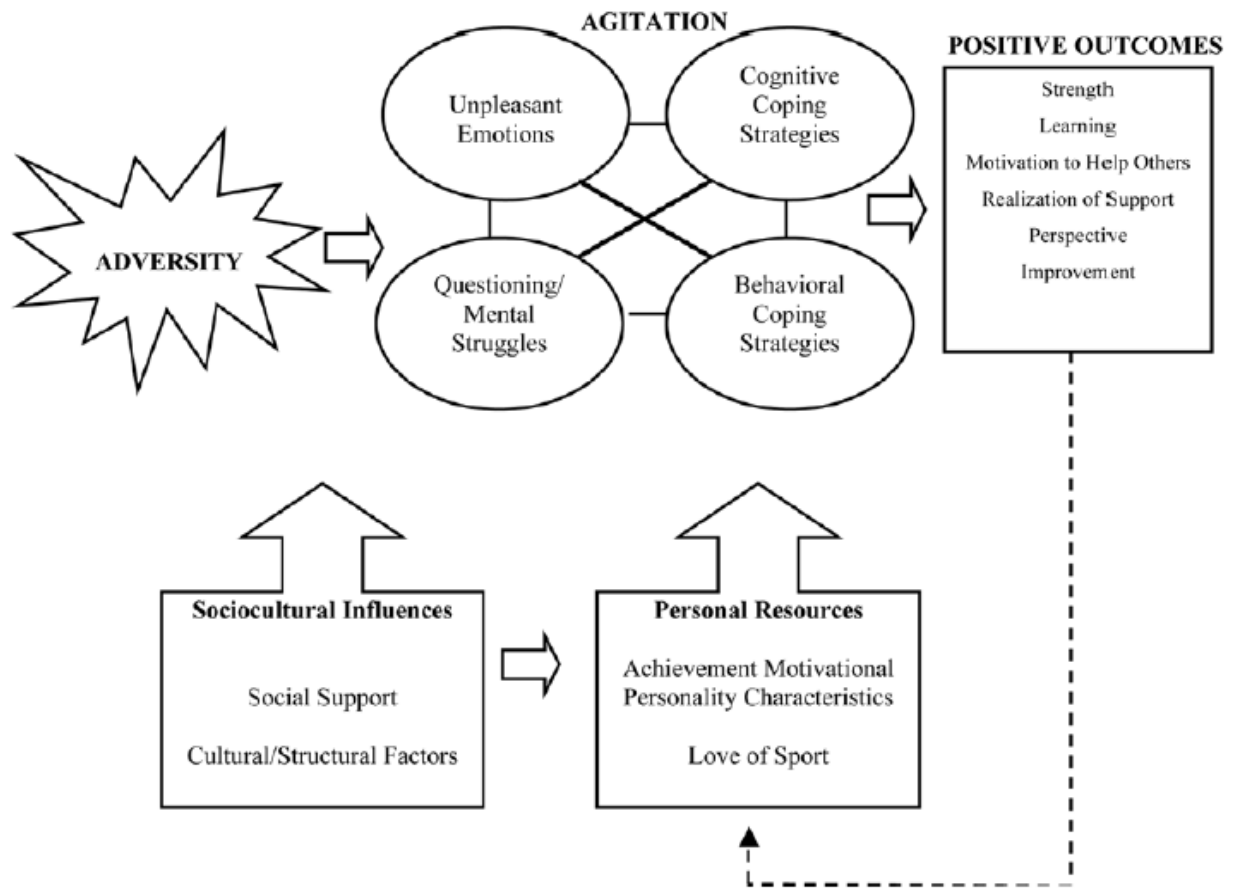 AGITATION
POSITIVE OUTCOMES
Unpleasant
Emotions
Cognitive
Coping
Strategies
Strength
Learning
Motivation to Help Others
Realization of Support
Perspective
Improvement
ADVERSITY
Questioning/
Mental
Struggles
Behavioral
Coping
Strategies
Sociocultural Influences
Social Support
Cultural/Structural Factors
Personal Resources
Achievement Motivational
Personality Characteristics
Love of Sport